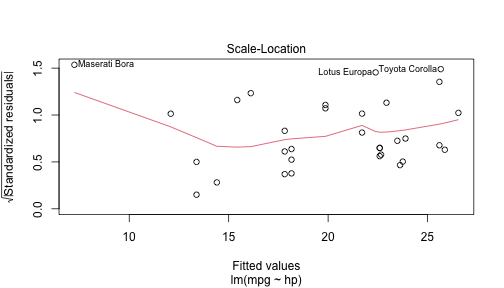 Scale-Location
√|Standardized residuals|
1.5
1.0
0.5
0.0
Maserati Bora
Lotus Europa
Toyota Corolla
10 15 20 25
Fitted values
lm(mpg ~ hp)